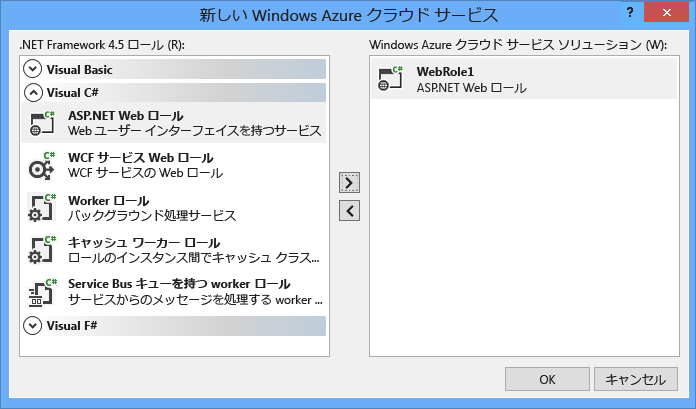 新しい Windows Azure クラウド サービス
.NET Framework 4.5 ロール (R):
Visual Basic
Visual C#
C#
ASP.NET Web ロール
Web ユーザー インターフェイスを持つサービス
C#
WCF サービス Web ロール
WCF サービスの Web ロール
C#
Worker ロール
バックグラウンド処理サービス
C#
キャッシュ ワーカー ロール
ロールのインスタンス間でキャッシュ クラス...
C#
Service Bus キューを持つ worker ロール
サービスからのメッセージを処理する worker ...
Visual F#
Windows Azure クラウド サービス ソリューション (W):
C#
WebRole1
ASP.NET Web ロール
OK
キャンセル